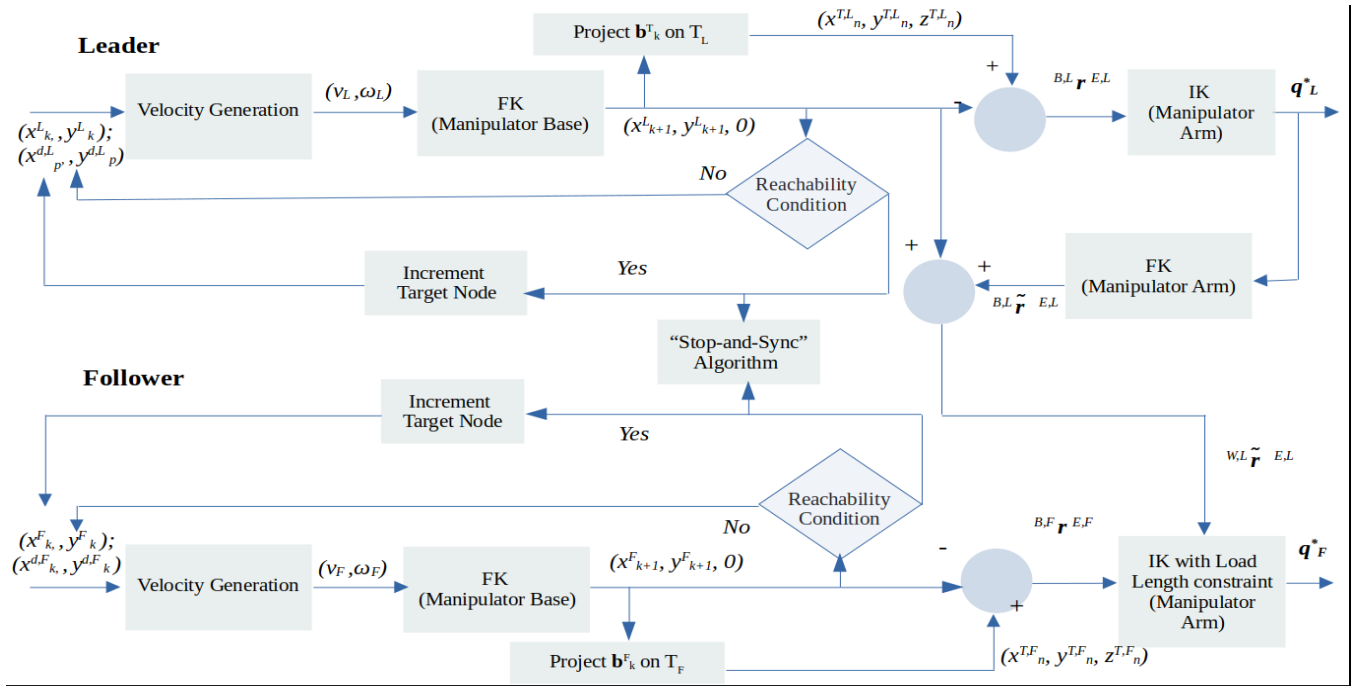 Leader
Project b^T_k on T_L
(x^{T,L}_n, y^{T,L}_n, z^{T,L}_n)
Velocity Generation
(v_L,ω_L)
FK
(Manipulator Base)
(x^L_{k+1}, y^L_{k+1}, 0)
(x^L_k, , y^L_k);
(x^{d,L}_p, , y^{d,L}_p)
+
-
^{B,L} r ^{E,L}
IK
(Manipulator
Arm)
q*_L
No
Reachability
Condition
Yes
Increment
Target Node
+
+
^{B,L} r̃ ^{E,L}
FK
(Manipulator Arm)
“Stop-and-Sync”
Algorithm
Follower
Increment
Target Node
Yes
Reachability
Condition
No
^{W,L} r̃ ^{E,L}
(x^F_k, , y^F_k);
(x^{d,F}_k, , y^{d,F}_k)
Velocity Generation
(v_F,ω_F)
FK
(Manipulator Base)
(x^F_{k+1}, y^F_{k+1}, 0)
-
+
^{B,F} r ^{E,F}
IK with Load
Length constraint
(Manipulator
Arm)
q*_F
Project b^F_k on T_F
(x^{T,F}_n, y^{T,F}_n, z^{T,F}_n)